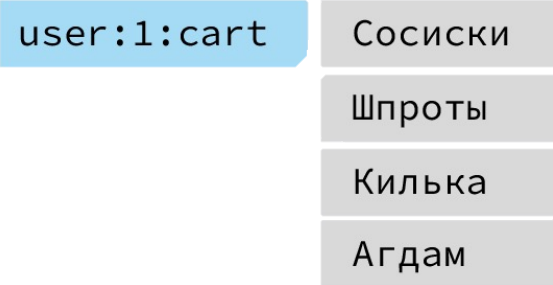 user:1:cart Сосиски
Шпроты
Килька
Агдам